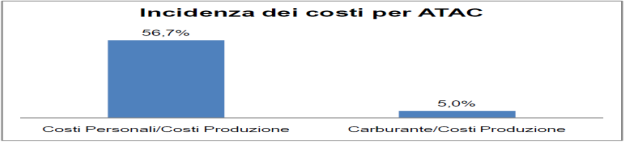 Incidenza dei costi per ATAC
56,7%
5,0%
Costi Personali/Costi Produzione
Carburante/Costi Produzione